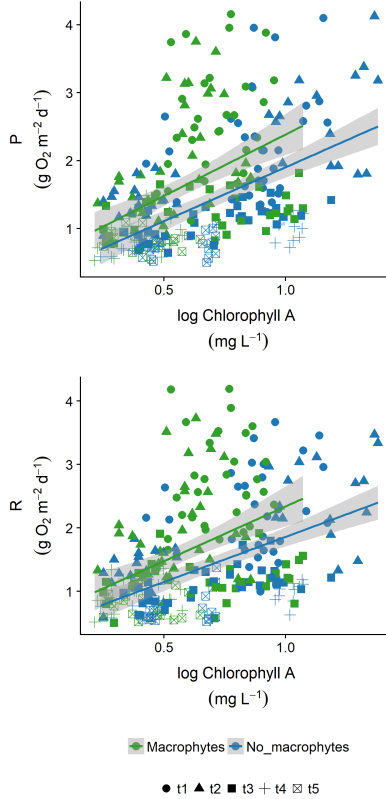 4
3
2
1
P
(g O₂ m⁻² d⁻¹)
0.5 1.0
log Chlorophyll A
(mg L⁻¹)
4
3
2
1
R
(g O₂ m⁻² d⁻¹)
0.5 1.0
log Chlorophyll A
(mg L⁻¹)
Macrophytes No_macrophytes
t1 t2 t3 t4 t5